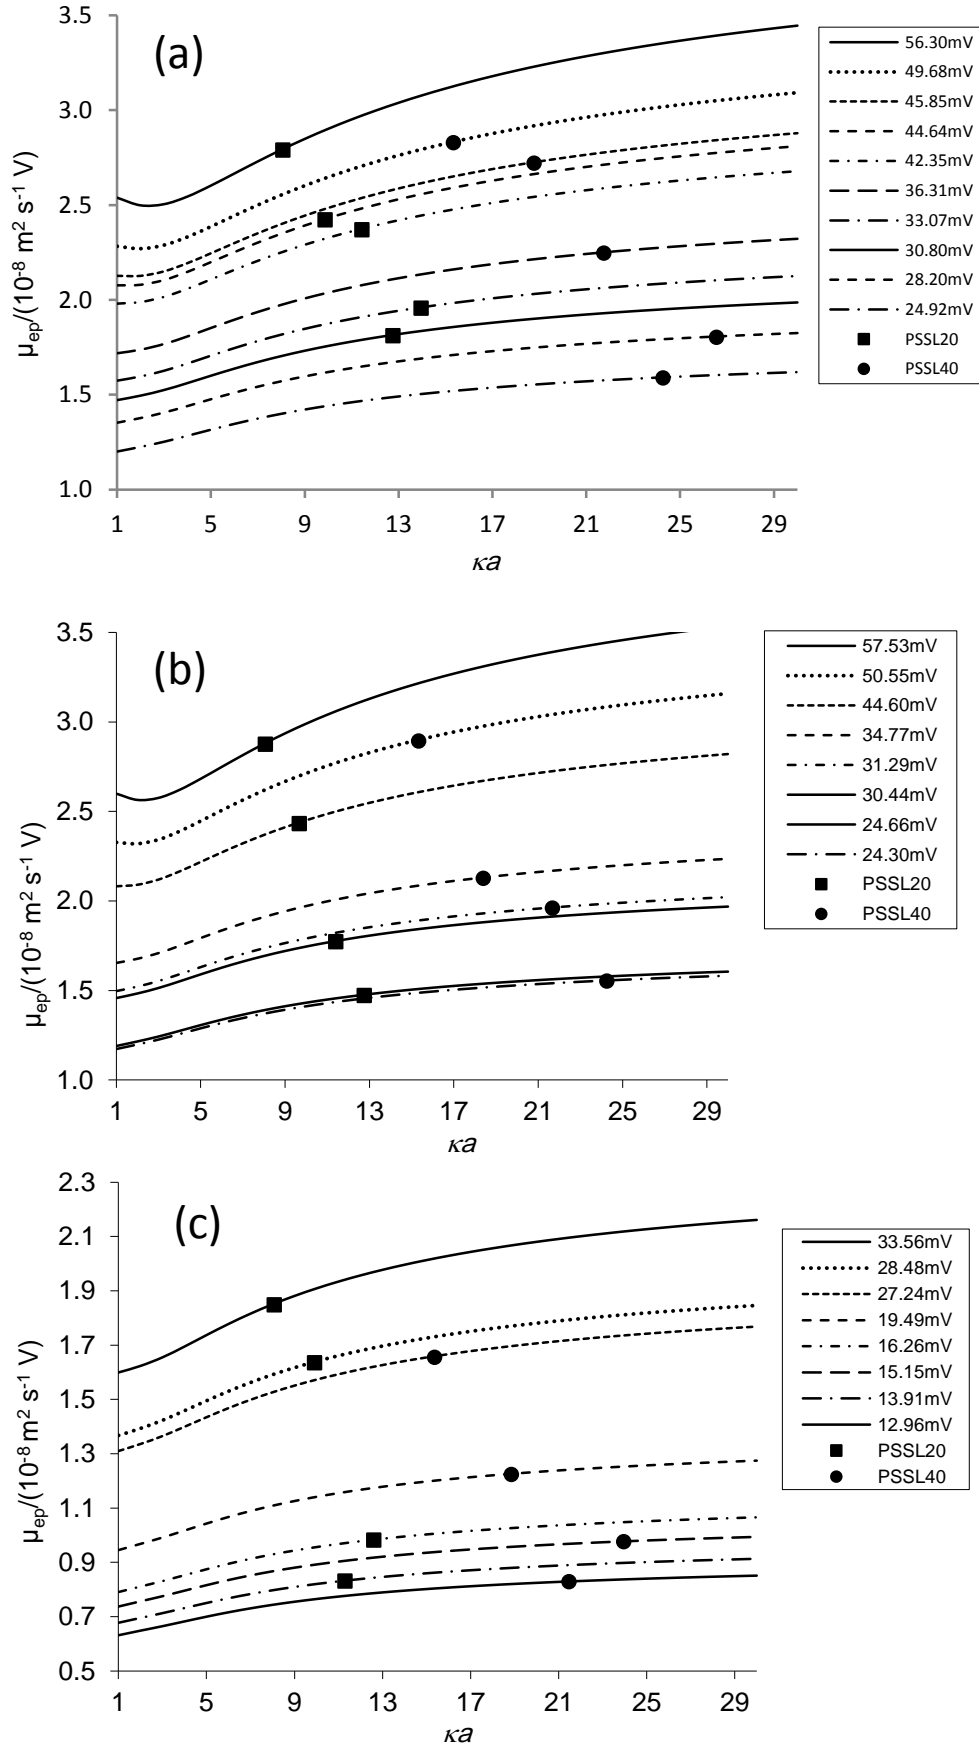 (a)
3.5
3.0
2.5
2.0
1.5
1.0
μep/(10-8 m2 s-1 V)
1 5 9 13 17 21 25 29
κa
56.30mV
49.68mV
45.85mV
44.64mV
42.35mV
36.31mV
33.07mV
30.80mV
28.20mV
24.92mV
PSSL20
PSSL40
(b)
3.5
3.0
2.5
2.0
1.5
1.0
μep/(10-8 m2 s-1 V)
1 5 9 13 17 21 25 29
κa
57.53mV
50.55mV
44.60mV
34.77mV
31.29mV
30.44mV
24.66mV
24.30mV
PSSL20
PSSL40
(c)
2.3
2.1
1.9
1.7
1.5
1.3
1.1
0.9
0.7
0.5
μep/(10-8 m2 s-1 V)
1 5 9 13 17 21 25 29
κa
33.56mV
28.48mV
27.24mV
19.49mV
16.26mV
15.15mV
13.91mV
12.96mV
PSSL20
PSSL40